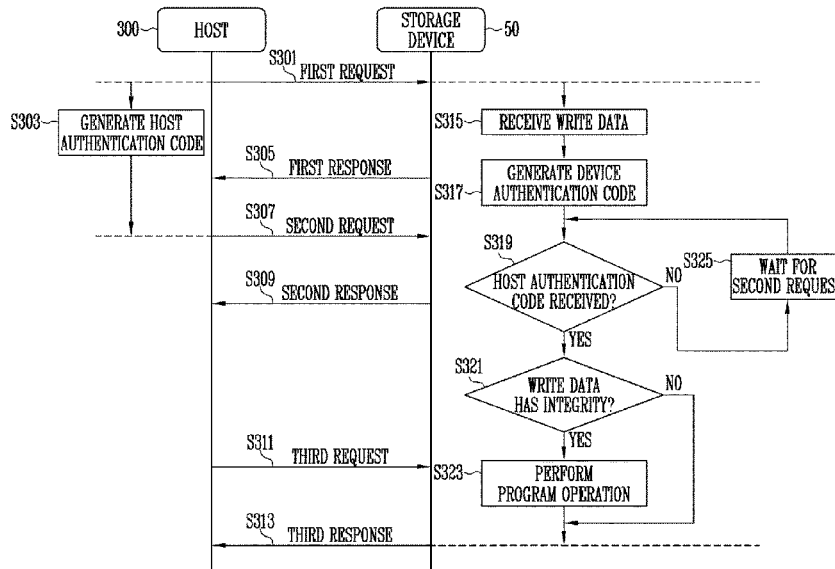 300
HOST
STORAGE
DEVICE
50
S301
FIRST REQUEST
S303
GENERATE HOST
AUTHENTICATION CODE
S315
RECEIVE WRITE DATA
S305
FIRST RESPONSE
S317
GENERATE DEVICE
AUTHENTICATION CODE
S307
SECOND REQUEST
S319
HOST AUTHENTICATION
CODE RECEIVED?
NO
S325
WAIT FOR
SECOND REQUES
S309
SECOND RESPONSE
YES
S321
WRITE DATA
HAS INTEGRITY?
NO
YES
S311
THIRD REQUEST
S323
PERFORM
PROGRAM OPERATION
S313
THIRD RESPONSE